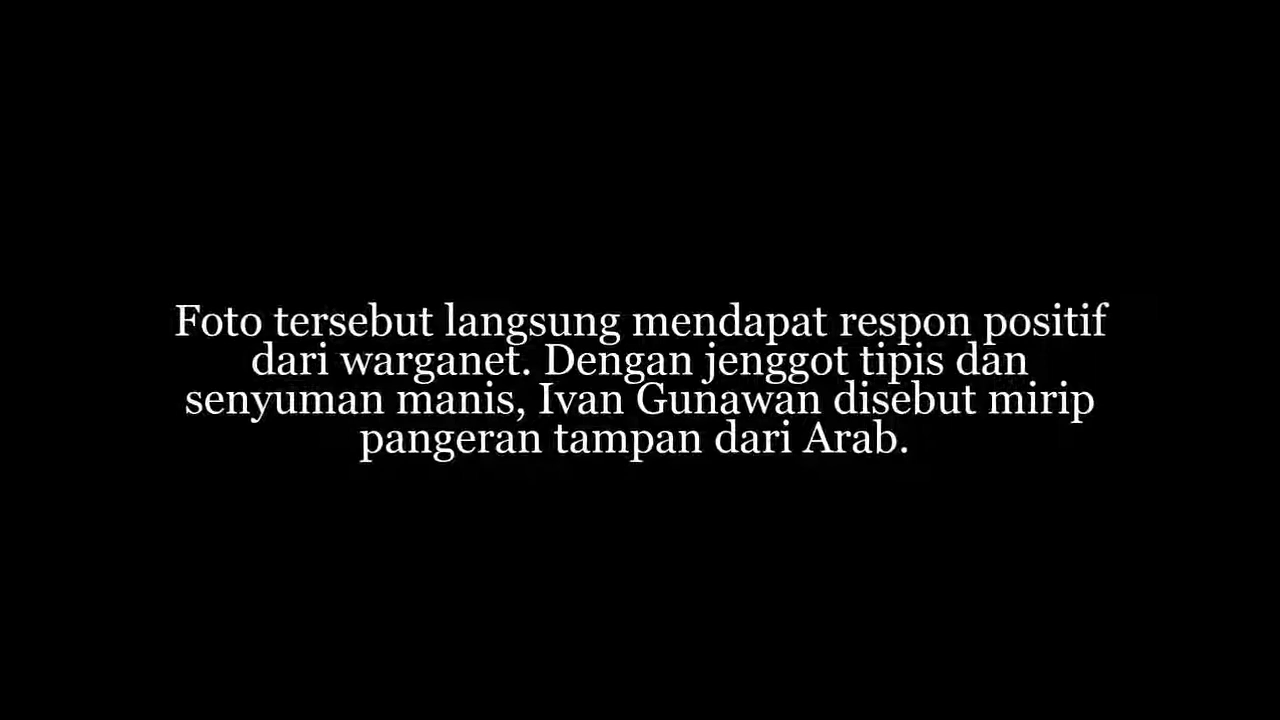 Foto tersebut langsung mendapat respon positif
dari warganet. Dengan jenggot tipis dan
senyuman manis, Ivan Gunawan disebut mirip
pangeran tampan dari Arab.